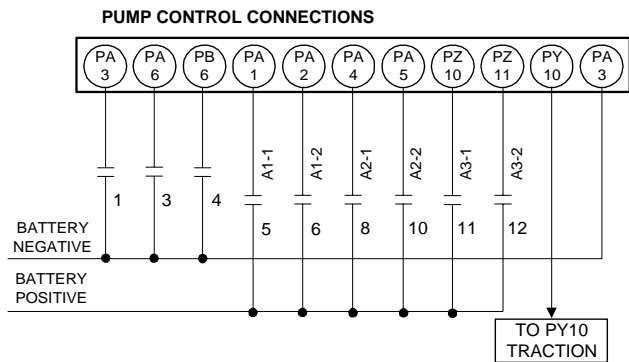 PUMP CONTROL CONNECTIONS
PA 3
PA 6
PB 6
PA 1
PA 2
PA 4
PA 5
PZ 10
PZ 11
PY 10
PA 3
A1-1
A1-2
A2-1
A2-2
A3-1
A3-2
1
3
4
5
6
8
10
11
12
BATTERY
NEGATIVE
BATTERY
POSITIVE
TO PY10
TRACTION